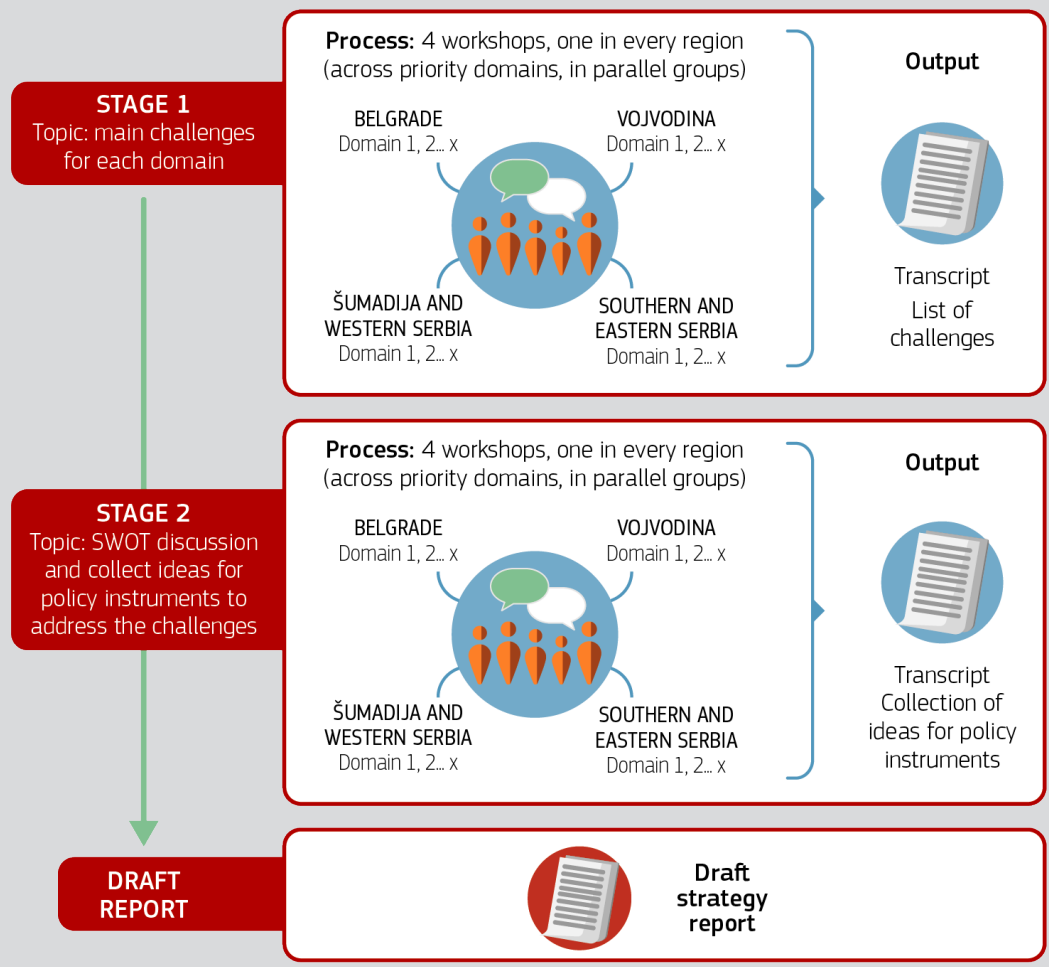 STAGE 1
Topic: main challenges
for each domain
Process: 4 workshops, one in every region
(across priority domains, in parallel groups)
BELGRADE
Domain 1, 2... x
VOJVODINA
Domain 1, 2... x
ŠUMADIJA AND
WESTERN SERBIA
Domain 1, 2... x
SOUTHERN AND
EASTERN SERBIA
Domain 1, 2... x
Output
Transcript
List of
challenges
STAGE 2
Topic: SWOT discussion
and collect ideas for
policy instruments to
address the challenges
Process: 4 workshops, one in every region
(across priority domains, in parallel groups)
BELGRADE
Domain 1, 2... x
VOJVODINA
Domain 1, 2... x
ŠUMADIJA AND
WESTERN SERBIA
Domain 1, 2... x
SOUTHERN AND
EASTERN SERBIA
Domain 1, 2... x
Output
Transcript
Collection of
ideas for policy
instruments
DRAFT
REPORT
Draft
strategy
report